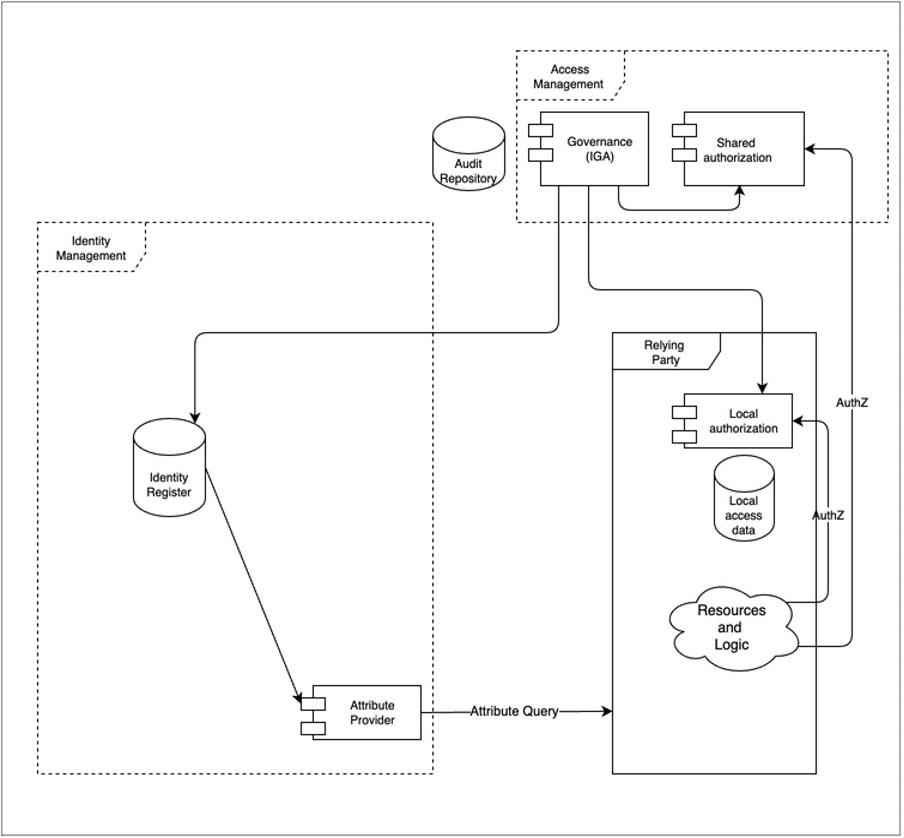 Access
Management
Governance
(IGA)
Shared
authorization
Audit
Repository
Identity
Management
Relying
Party
AuthZ
Local
authorization
Identity
Register
Local
access
data
AuthZ
Resources
and
Logic
Attribute
Provider
Attribute Query